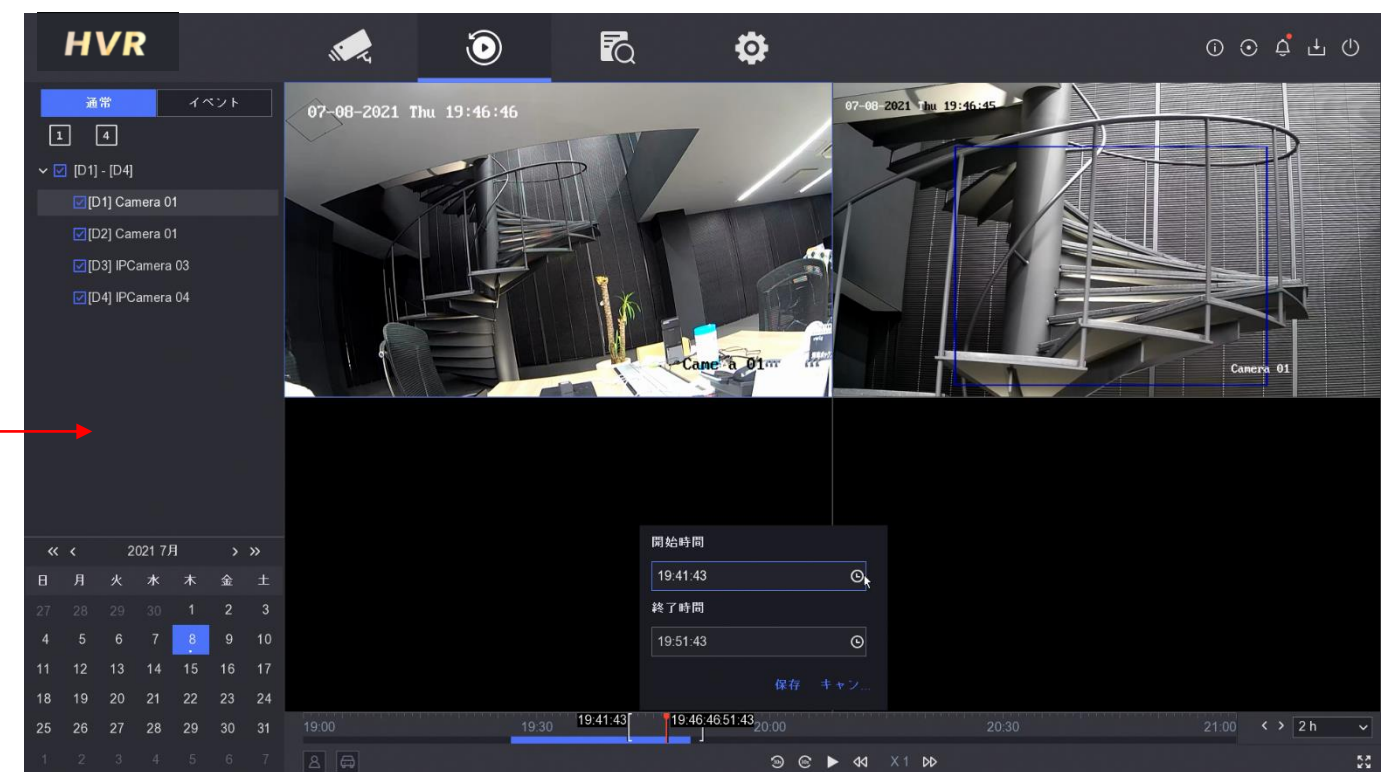 HVR
通常 イベント
1 4
[D1] - [D4]
[D1] Camera 01
[D2] Camera 01
[D3] IPCamera 03
[D4] IPCamera 04
07-08-2021 Thu 19:46:46
Came a 01
07-08-2021 Thu 19:46:45
Camera 01
2021 7月
日 月 火 水 木 金 土
27 28 29 30 1 2 3
4 5 6 7 8 9 10
11 12 13 14 15 16 17
18 19 20 21 22 23 24
25 26 27 28 29 30 31
1 2 3 4 5 6 7
開始時間
19:41:43
終了時間
19:51:43
保存 キャン...
19:41:43 19:46:46 51:43
19:00 19:30 20:00 20:30 21:00 2 h
X 1